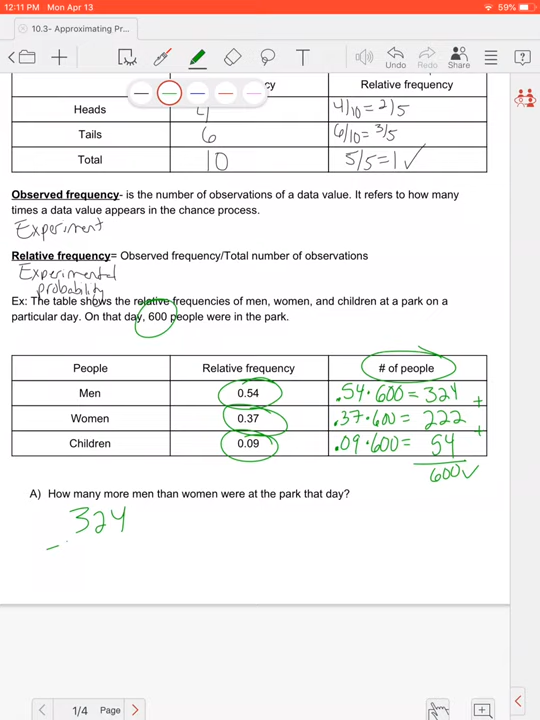 12:11 PM Mon Apr 13
59%
10.3- Approximating Pr...
Undo
Redo
Share
cy Relative frequency
Heads 4 4/10 = 2/5
Tails 6 6/10 = 3/5
Total 10 5/5=1 ✓
Observed frequency- is the number of observations of a data value. It refers to how many
times a data value appears in the chance process.
Experiment
Relative frequency= Observed frequency/Total number of observations
Experimental
probability
Ex: The table shows the relative frequencies of men, women, and children at a park on a
particular day. On that day, 600 people were in the park.
People Relative frequency # of people
Men 0.54 .54·600=324 +
Women 0.37 .37·600=222 +
Children 0.09 .09·600=54
600✓
A) How many more men than women were at the park that day?
324
–
1/4 Page